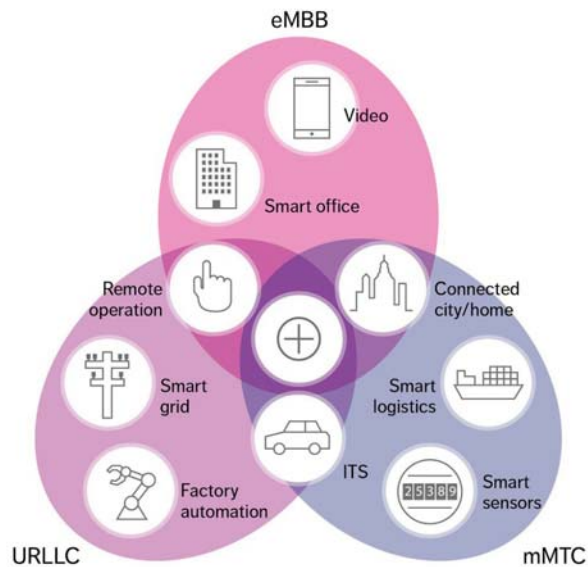 eMBB
Video
Smart office
Remote
operation
Connected
city/home
Smart
grid
Smart
logistics
ITS
Factory
automation
25389
Smart
sensors
URLLC
mMTC